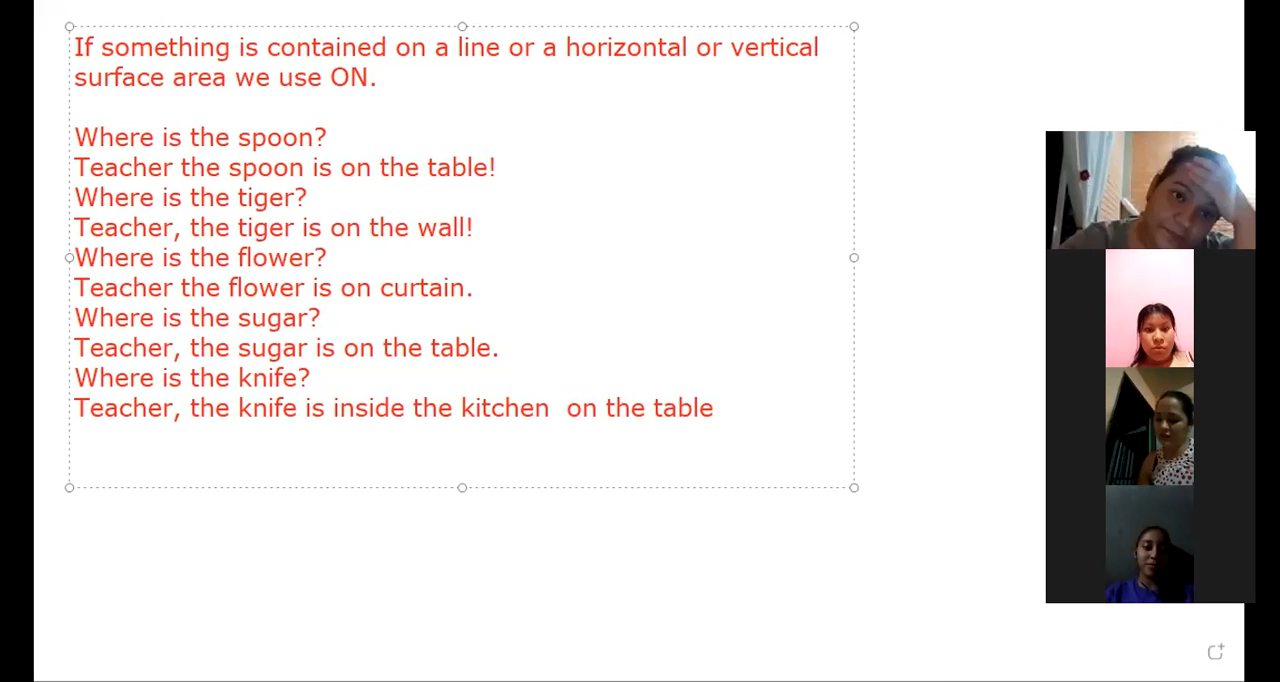 If something is contained on a line or a horizontal or vertical
surface area we use ON.
Where is the spoon?
Teacher the spoon is on the table!
Where is the tiger?
Teacher, the tiger is on the wall!
Where is the flower?
Teacher the flower is on curtain.
Where is the sugar?
Teacher, the sugar is on the table.
Where is the knife?
Teacher, the knife is inside the kitchen  on the table